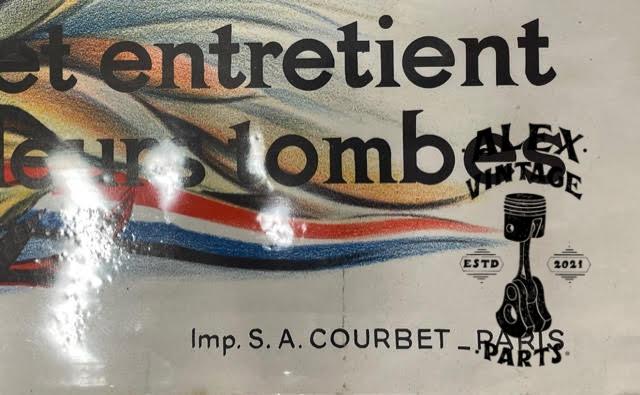 et entretient
leurs tombes
ALEX
VINTAGE
ESTD 2021
Imp. S. A. COURBET _ PARIS
PARTS